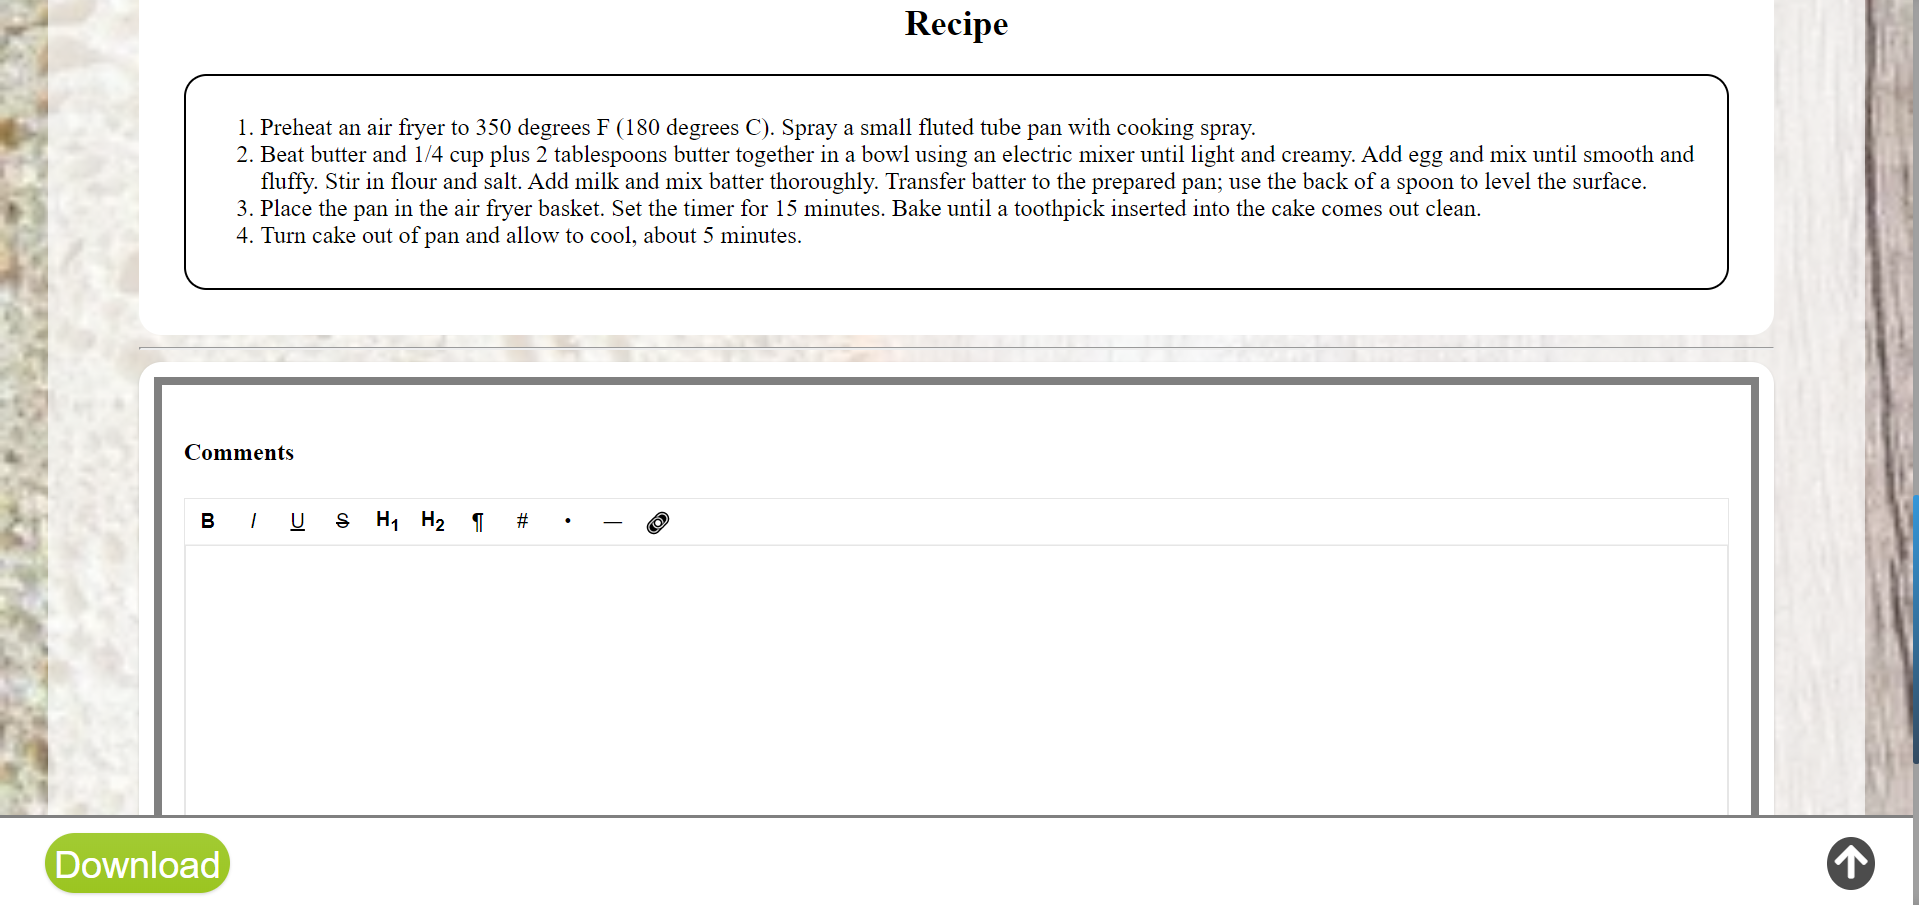 Recipe
1. Preheat an air fryer to 350 degrees F (180 degrees C). Spray a small fluted tube pan with cooking spray.
2. Beat butter and 1/4 cup plus 2 tablespoons butter together in a bowl using an electric mixer until light and creamy. Add egg and mix until smooth and
fluffy. Stir in flour and salt. Add milk and mix batter thoroughly. Transfer batter to the prepared pan; use the back of a spoon to level the surface.
3. Place the pan in the air fryer basket. Set the timer for 15 minutes. Bake until a toothpick inserted into the cake comes out clean.
4. Turn cake out of pan and allow to cool, about 5 minutes.
Comments
B I U S H1 H2 ¶ # • —
Download